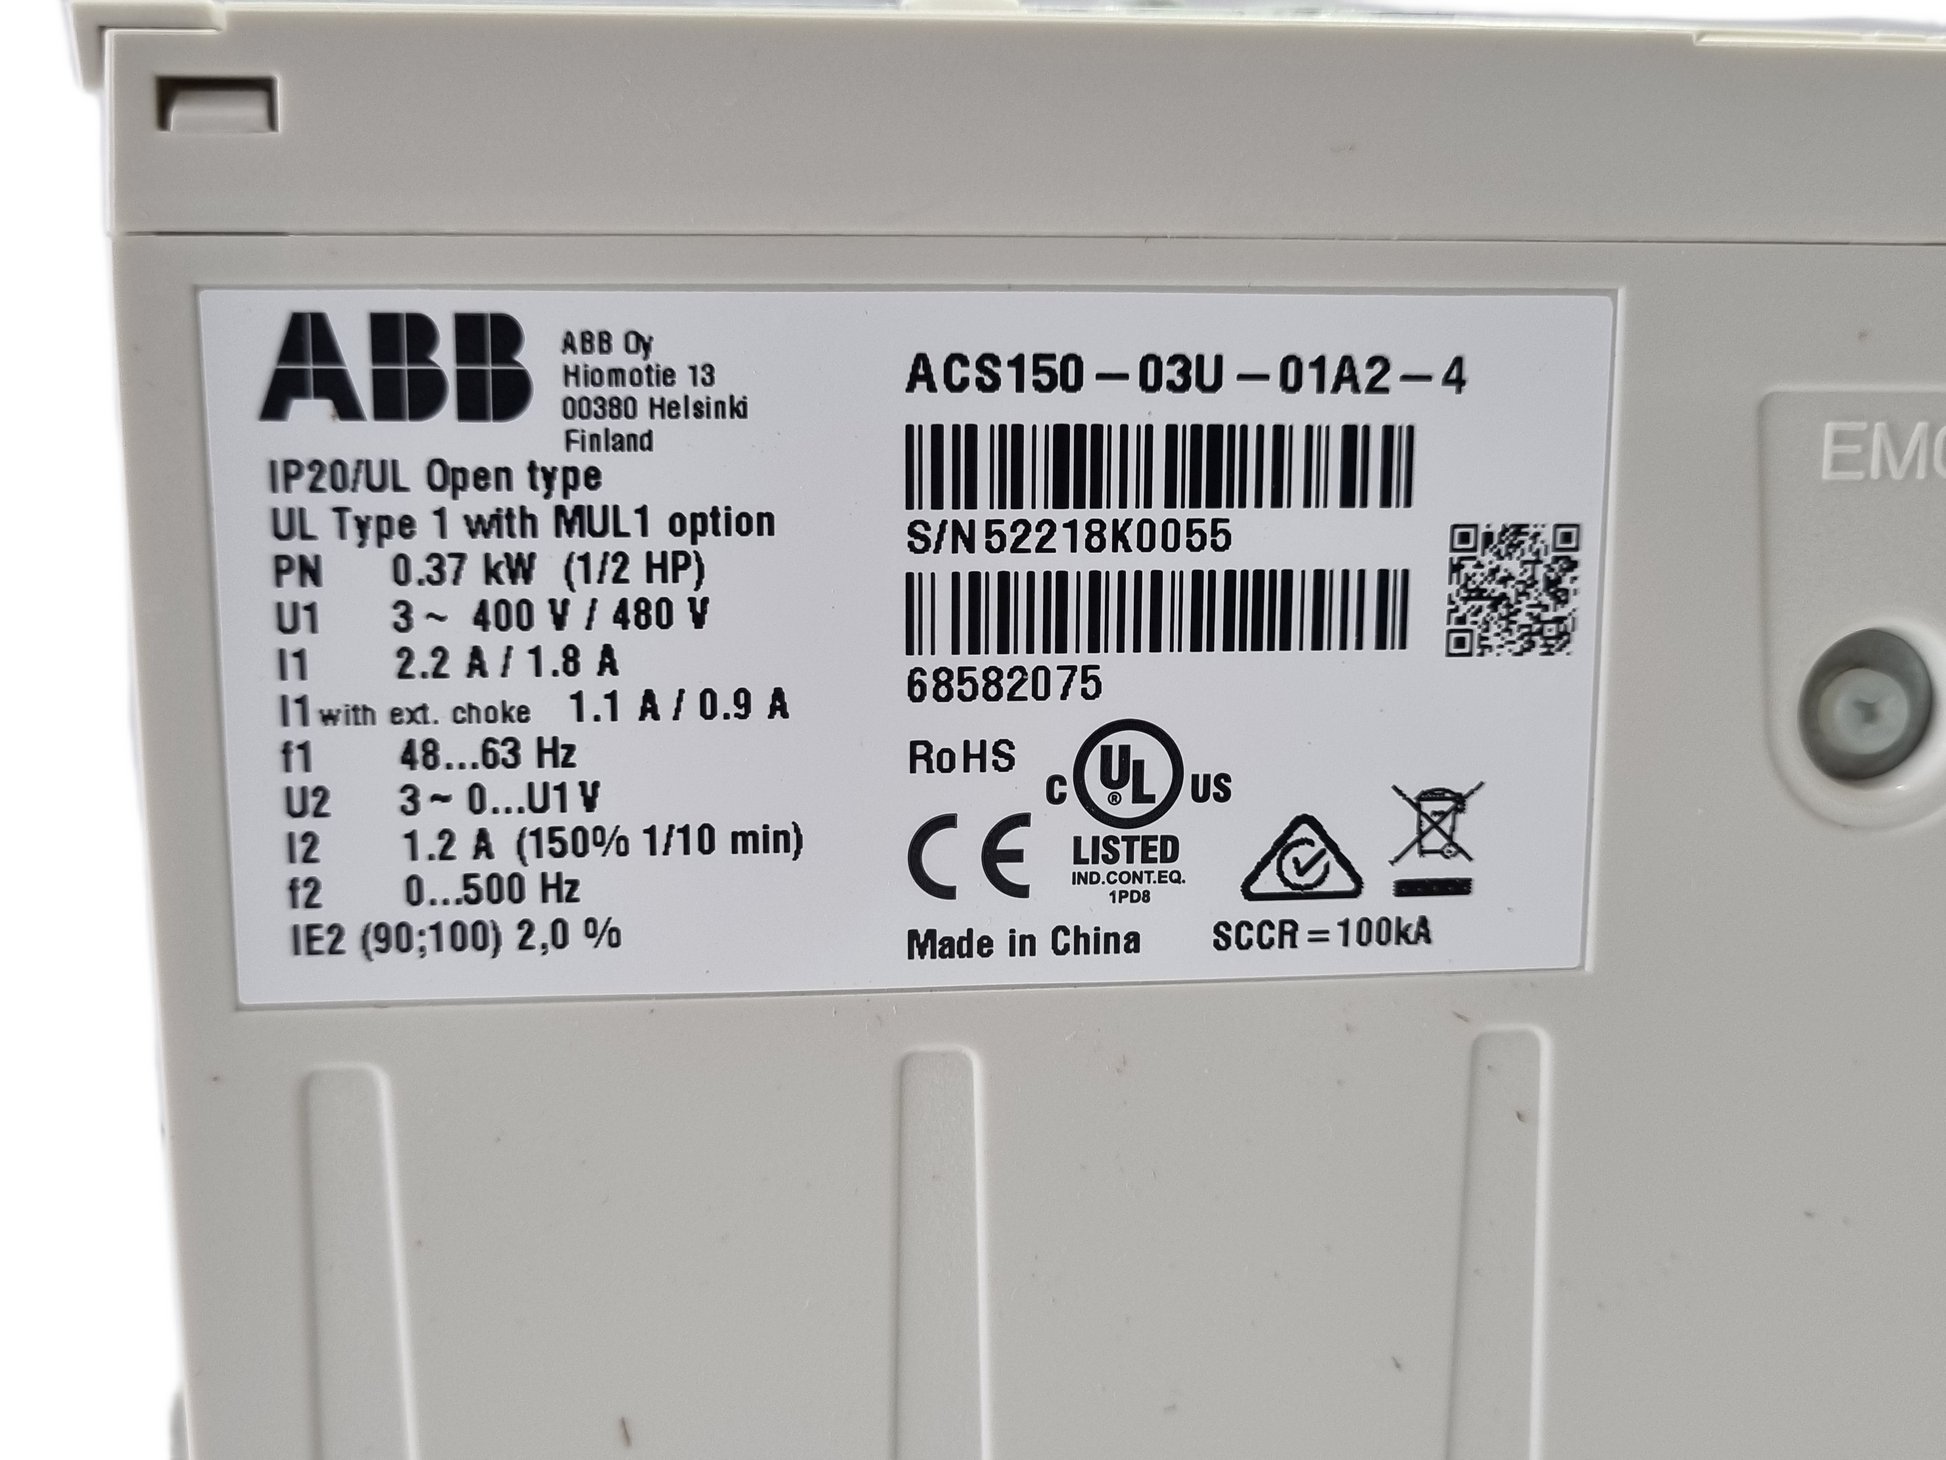 ABB
ABB Oy
Hiomotie 13
00380 Helsinki
Finland
IP20/UL Open type
UL Type 1 with MUL1 option
PN 0.37 kW (1/2 HP)
U1 3~ 400 V / 480 V
I1 2.2 A / 1.8 A
I1 with ext. choke 1.1 A / 0.9 A
f1 48...63 Hz
U2 3~ 0...U1 V
I2 1.2 A (150% 1/10 min)
f2 0...500 Hz
IE2 (90;100) 2,0 %
ACS150-03U-01A2-4
S/N 52218K0055
68582075
RoHS
C UL ® US
LISTED
IND.CONT.EQ.
1PD8
CE
Made in China
SCCR = 100kA
EMC